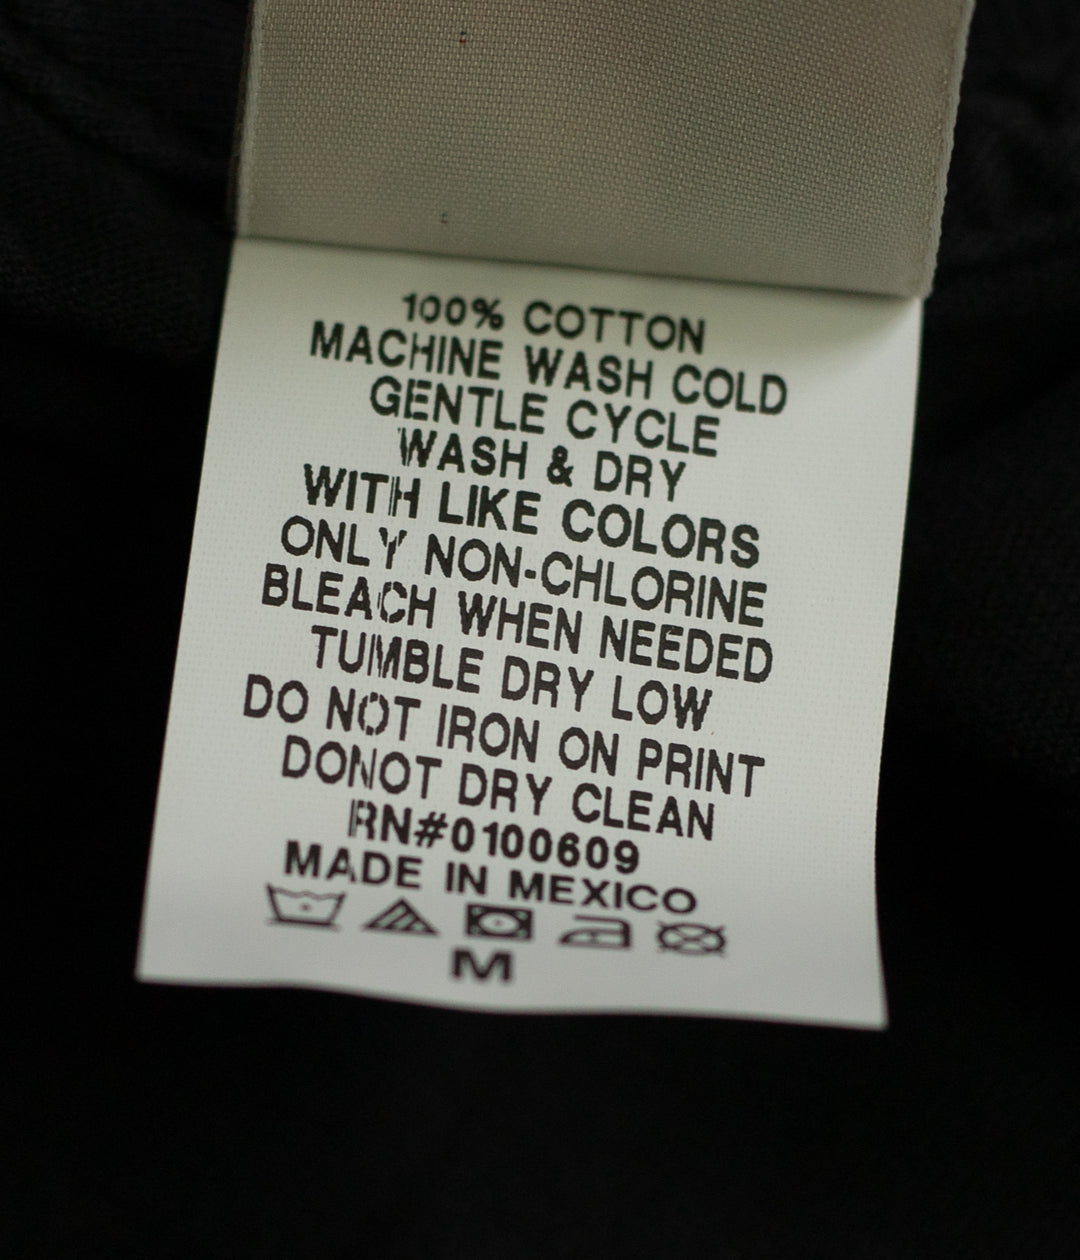 100% COTTON
MACHINE WASH COLD
GENTLE CYCLE
WASH & DRY
WITH LIKE COLORS
ONLY NON-CHLORINE
BLEACH WHEN NEEDED
TUMBLE DRY LOW
DO NOT IRON ON PRINT
DONOT DRY CLEAN
RN#0100609
MADE IN MEXICO
M